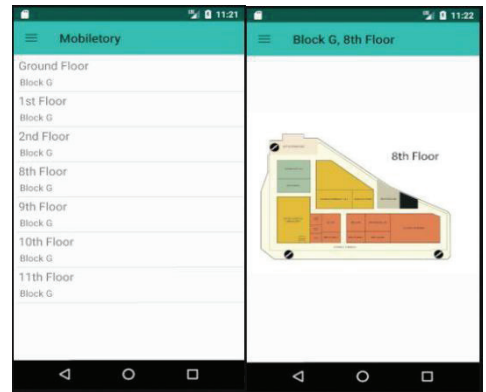 11:21
Mobiletory
Ground Floor
Block G
1st Floor
Block G
2nd Floor
Block G
8th Floor
Block G
9th Floor
Block G
10th Floor
Block G
11th Floor
Block G
11:22
Block G, 8th Floor
8th Floor